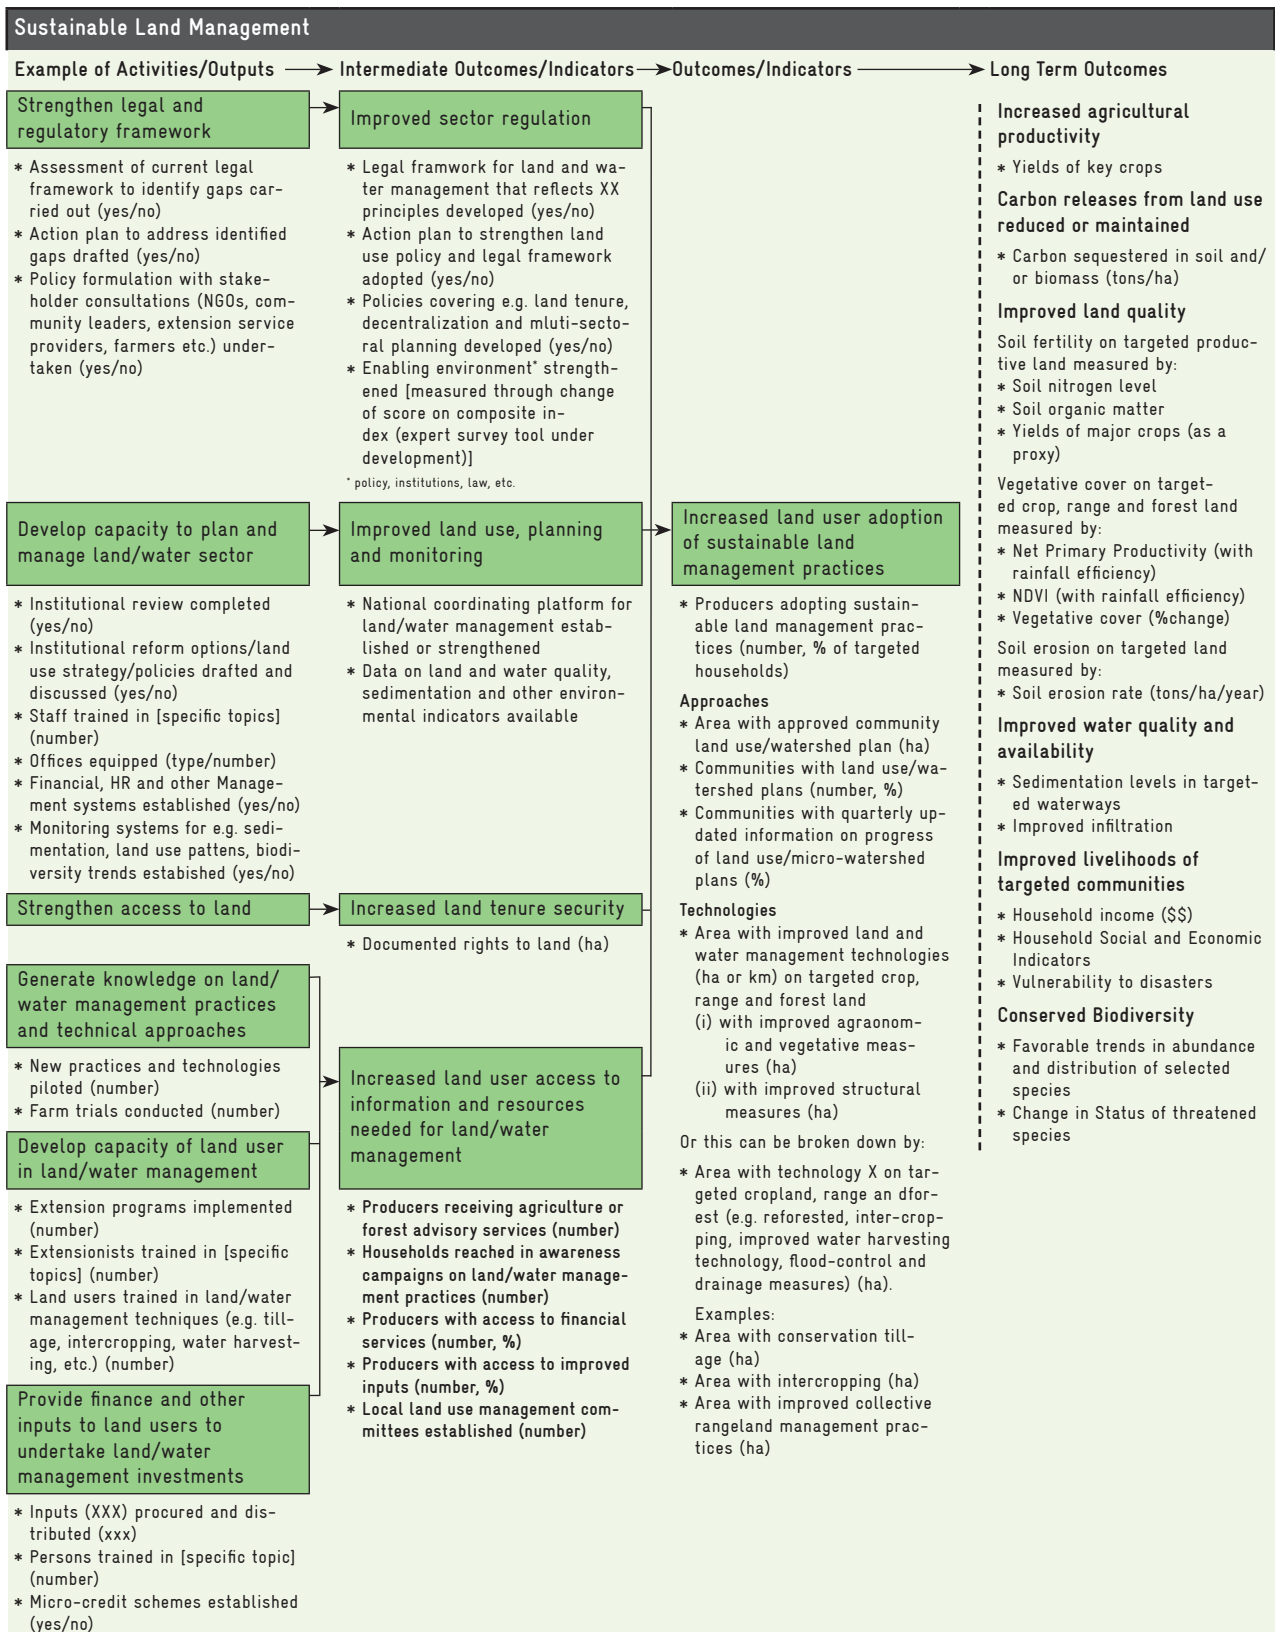 Sustainable Land Management
Example of Activities/Outputs
Intermediate Outcomes/Indicators
Outcomes/Indicators
Long Term Outcomes
Strengthen legal and
regulatory framework
* Assessment of current legal
framework to identify gaps car-
ried out (yes/no)
* Action plan to address identified
gaps drafted (yes/no)
* Policy formulation with stake-
holder consultations (NGOs, com-
munity leaders, extension service
providers, farmers etc.) under-
taken (yes/no)
Develop capacity to plan and
manage land/water sector
* Institutional review completed
(yes/no)
* Institutional reform options/land
use strategy/policies drafted and
discussed (yes/no)
* Staff trained in [specific topics]
(number)
* Offices equipped (type/number)
* Financial, HR and other Manage-
ment systems established (yes/no)
* Monitoring systems for e.g. sedi-
mentation, land use pattens, biodi-
versity trends estabished (yes/no)
Strengthen access to land
Generate knowledge on land/
water management practices
and technical approaches
* New practices and technologies
piloted (number)
* Farm trials conducted (number)
Develop capacity of land user
in land/water management
* Extension programs implemented
(number)
* Extensionists trained in [specific
topics] (number)
* Land users trained in land/water
management techniques (e.g. till-
age, intercropping, water harvest-
ing, etc.) (number)
Provide finance and other
inputs to land users to
undertake land/water
management investments
* Inputs (XXX) procured and dis-
tributed (xxx)
* Persons trained in [specific topic]
(number)
* Micro-credit schemes established
(yes/no)
Improved sector regulation
* Legal framwork for land and wa-
ter management that reflects XX
principles developed (yes/no)
* Action plan to strengthen land
use policy and legal framework
adopted (yes/no)
* Policies covering e.g. land tenure,
decentralization and mluti-secto-
ral planning developed (yes/no)
* Enabling environment* strength-
ened [measured through change
of score on composite in-
dex (expert survey tool under
development)]
* policy, institutions, law, etc.
Improved land use, planning
and monitoring
* National coordinating platform for
land/water management estab-
lished or strengthened
* Data on land and water quality,
sedimentation and other environ-
mental indicators available
Increased land tenure security
* Documented rights to land (ha)
Increased land user access to
information and resources
needed for land/water
management
* Producers receiving agriculture or
forest advisory services (number)
* Households reached in awareness
campaigns on land/water manage-
ment practices (number)
* Producers with access to financial
services (number, %)
* Producers with access to improved
inputs (number, %)
* Local land use management com-
mittees established (number)
Increased land user adoption
of sustainable land
management practices
* Producers adopting sustain-
able land management prac-
tices (number, % of targeted
households)
Approaches
* Area with approved community
land use/watershed plan (ha)
* Communities with land use/wa-
tershed plans (number, %)
* Communities with quarterly up-
dated information on progress
of land use/micro-watershed
plans (%)
Technologies
* Area with improved land and
water management technologies
(ha or km) on targeted crop,
range and forest land
(i) with improved agraonom-
ic and vegetative meas-
ures (ha)
(ii) with improved structural
measures (ha)
Or this can be broken down by:
* Area with technology X on tar-
geted cropland, range an dfor-
est (e.g. reforested, inter-crop-
ping, improved water harvesting
technology, flood-control and
drainage measures) (ha).
Examples:
* Area with conservation till-
age (ha)
* Area with intercropping (ha)
* Area with improved collective
rangeland management prac-
tices (ha)
Increased agricultural
productivity
* Yields of key crops
Carbon releases from land use
reduced or maintained
* Carbon sequestered in soil and/
or biomass (tons/ha)
Improved land quality
Soil fertility on targeted produc-
tive land measured by:
* Soil nitrogen level
* Soil organic matter
* Yields of major crops (as a
proxy)
Vegetative cover on target-
ed crop, range and forest land
measured by:
* Net Primary Productivity (with
rainfall efficiency)
* NDVI (with rainfall efficiency)
* Vegetative cover (%change)
Soil erosion on targeted land
measured by:
* Soil erosion rate (tons/ha/year)
Improved water quality and
availability
* Sedimentation levels in target-
ed waterways
* Improved infiltration
Improved livelihoods of
targeted communities
* Household income ($$)
* Household Social and Economic
Indicators
* Vulnerability to disasters
Conserved Biodiversity
* Favorable trends in abundance
and distribution of selected
species
* Change in Status of threatened
species